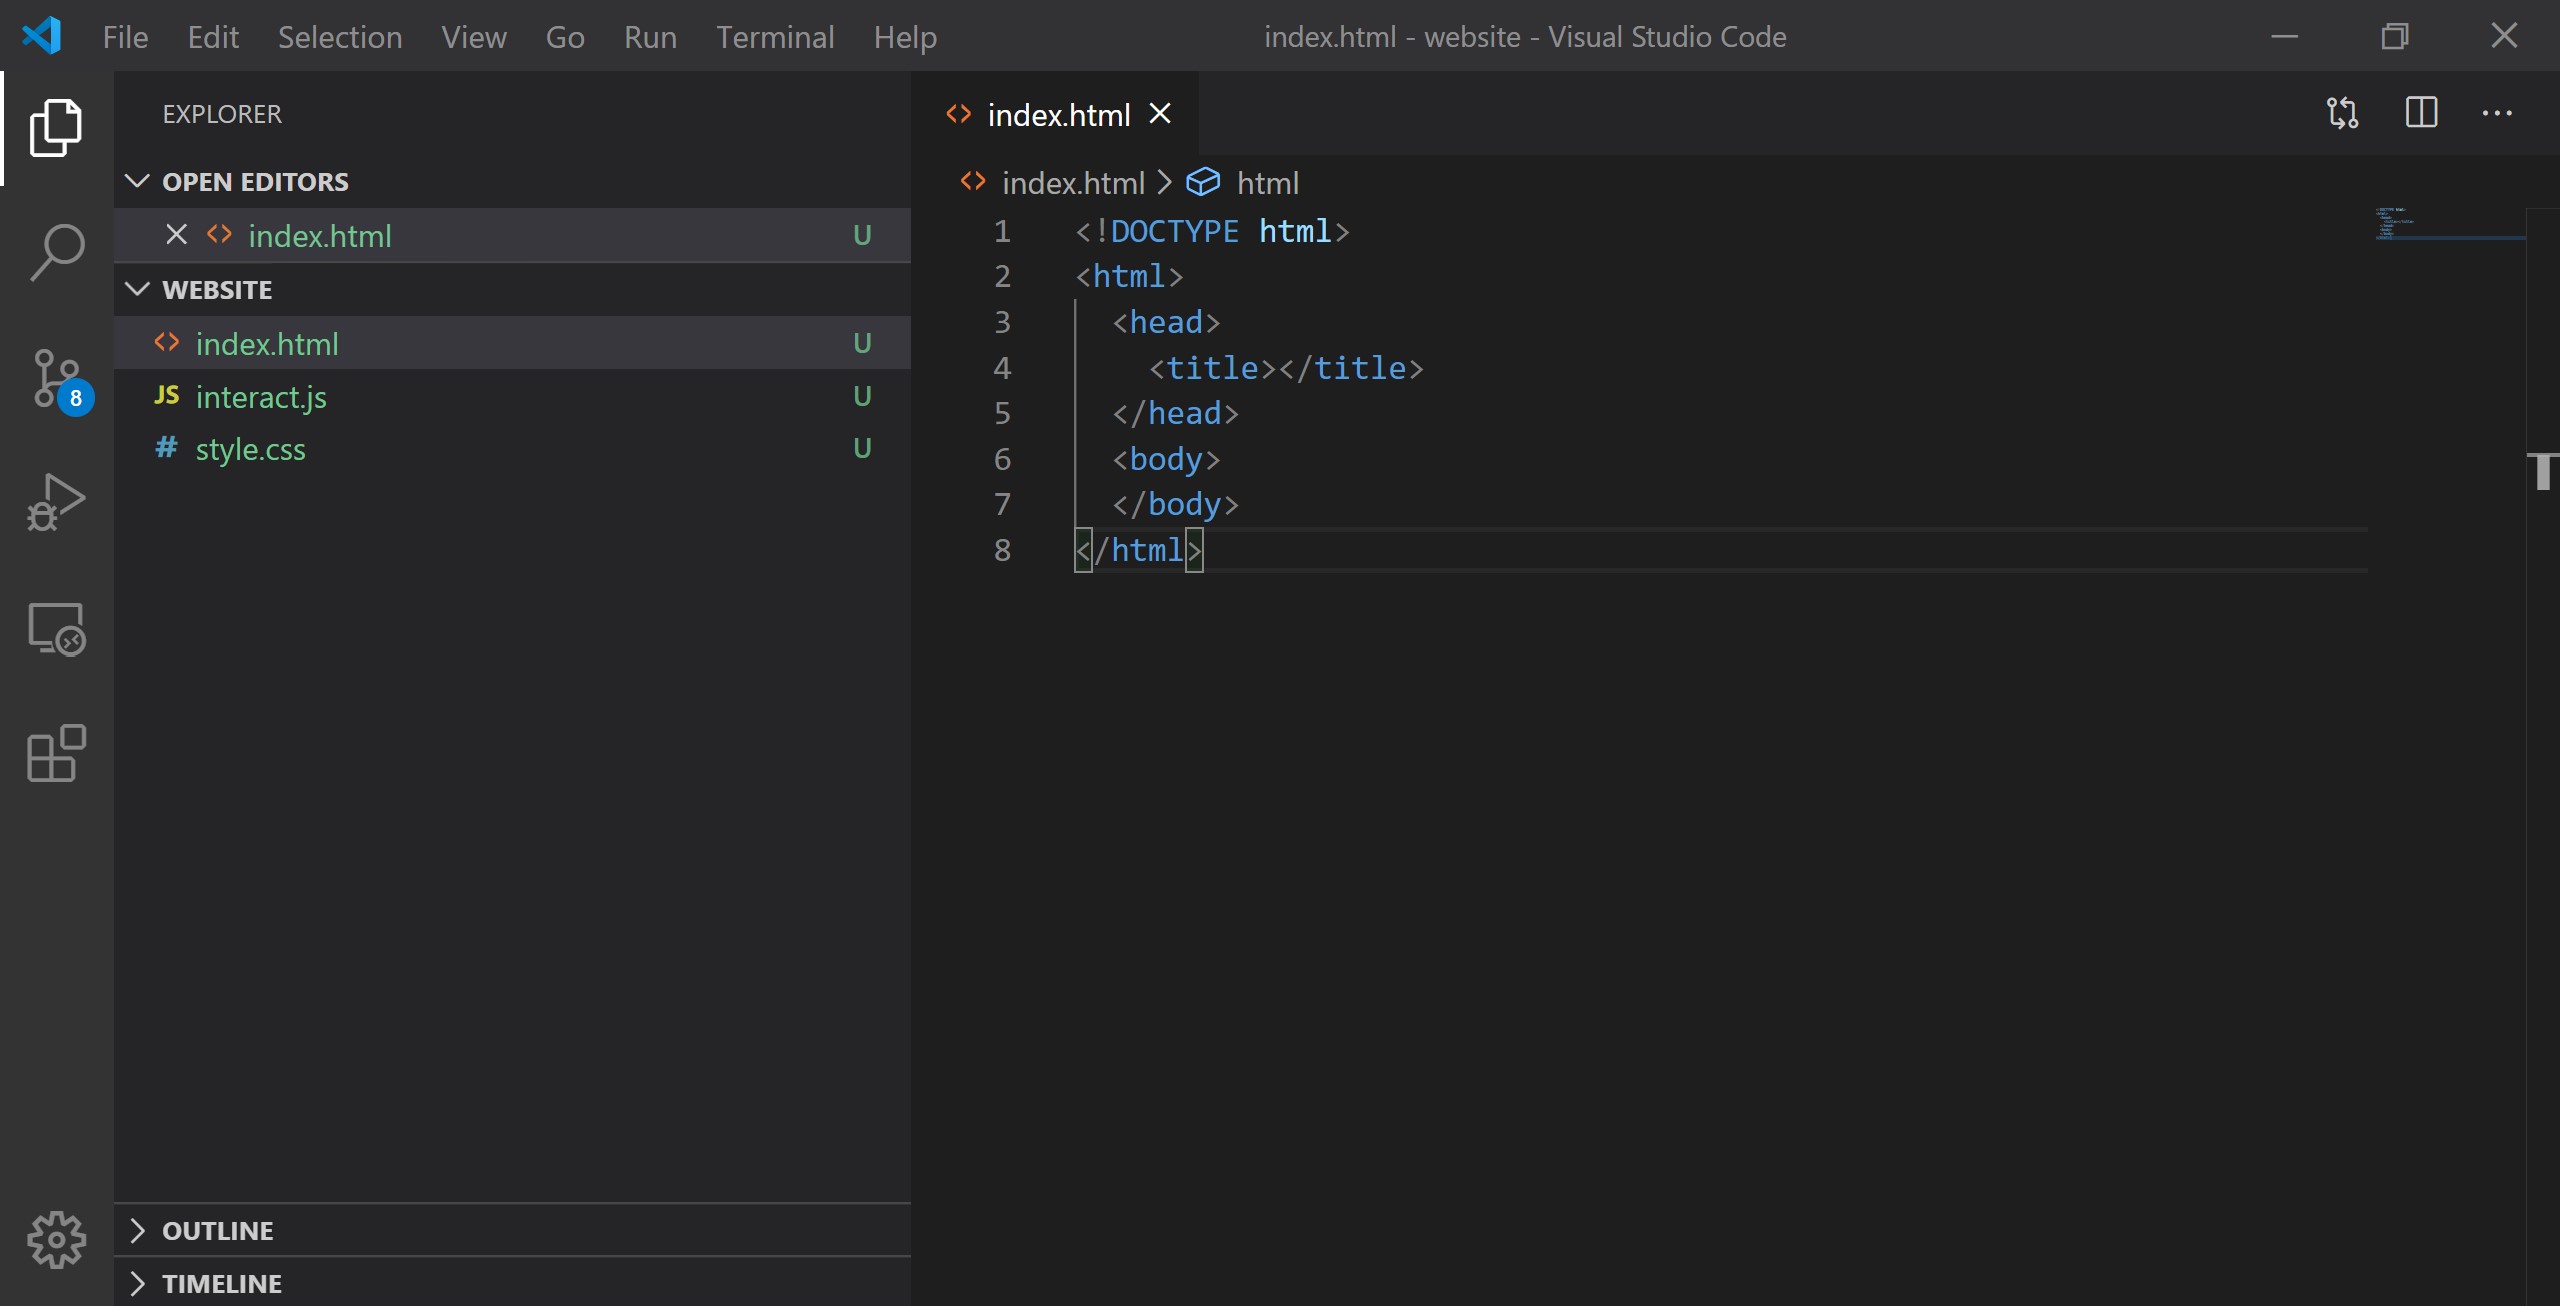 File Edit Selection View Go Run Terminal Help index.html - website - Visual Studio Code
EXPLORER
OPEN EDITORS
index.html U
WEBSITE
index.html U
JS interact.js U
# style.css U
8
OUTLINE
TIMELINE
index.html
index.html > html
1 <!DOCTYPE html>
2 <html>
3 <head>
4 <title></title>
5 </head>
6 <body>
7 </body>
8 </html>